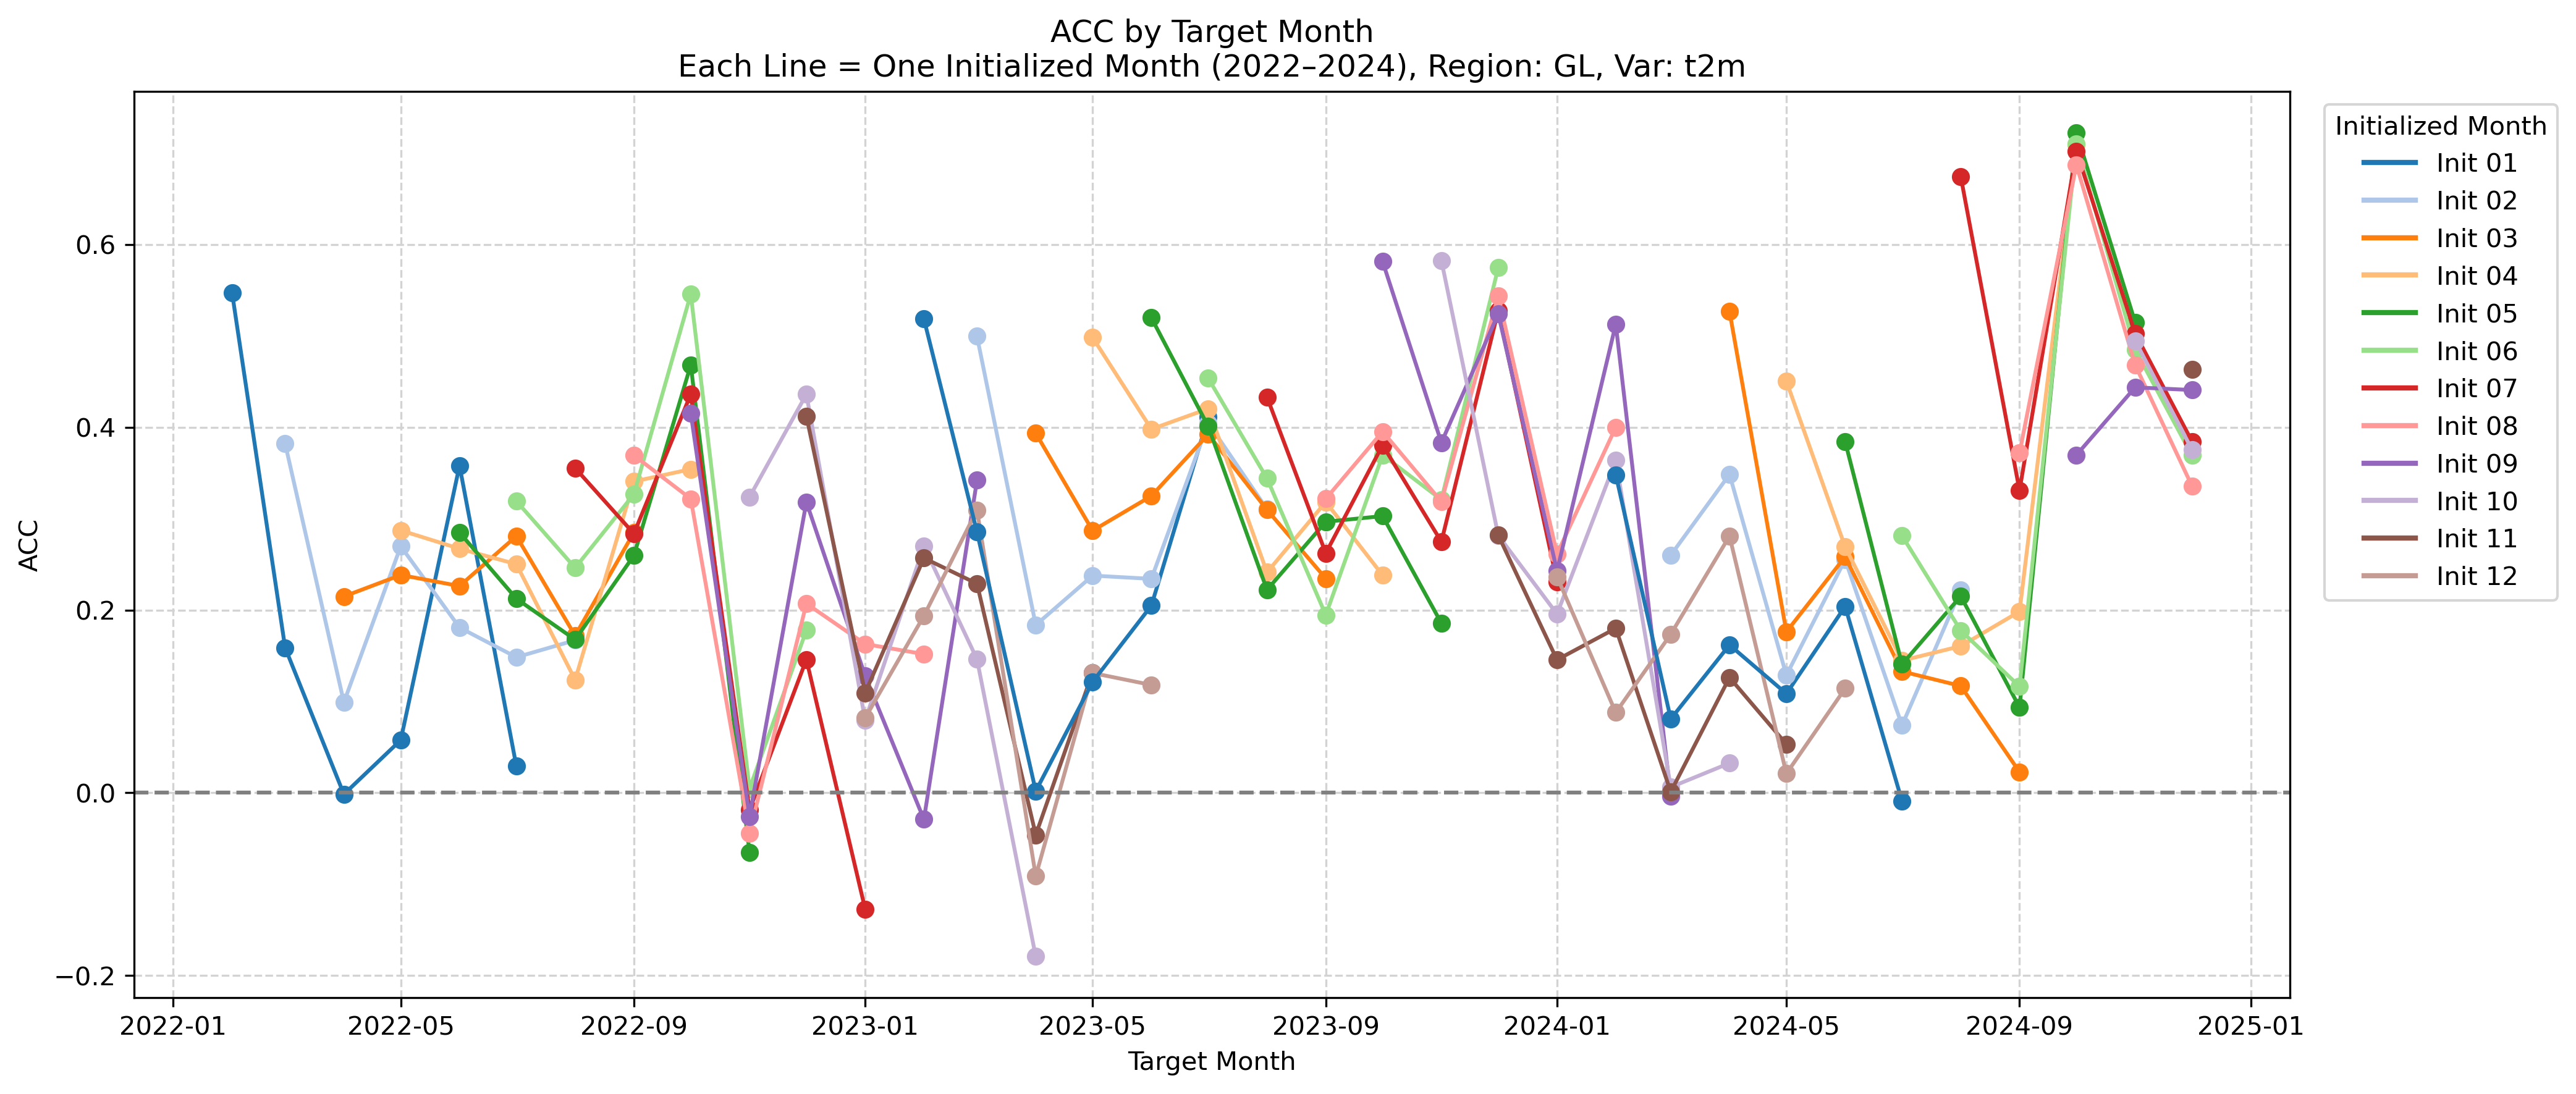 ACC by Target Month
Each Line = One Initialized Month (2022–2024), Region: GL, Var: t2m
ACC
0.6
0.4
0.2
0.0
−0.2
2022-01
2022-05
2022-09
2023-01
2023-05
2023-09
2024-01
2024-05
2024-09
2025-01
Target Month
Initialized Month
Init 01
Init 02
Init 03
Init 04
Init 05
Init 06
Init 07
Init 08
Init 09
Init 10
Init 11
Init 12